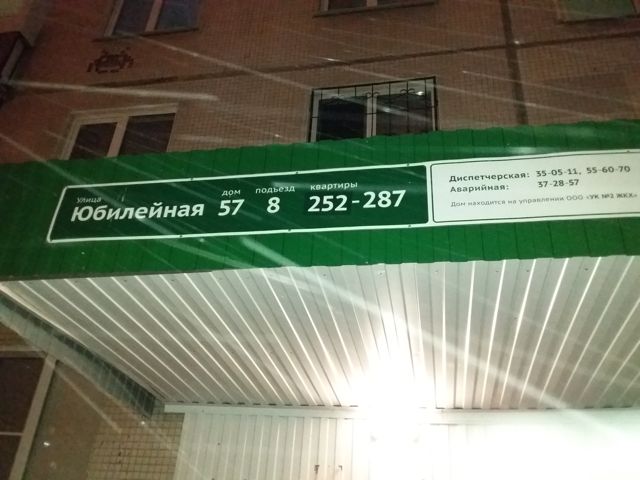 Улица дом подъезд квартиры
Юбилейная 57 8 252-287
Диспетчерская: 35-05-11, 55-60-70
Аварийная: 37-28-57
Дом находится на управлении ООО «УК №2 ЖКХ»